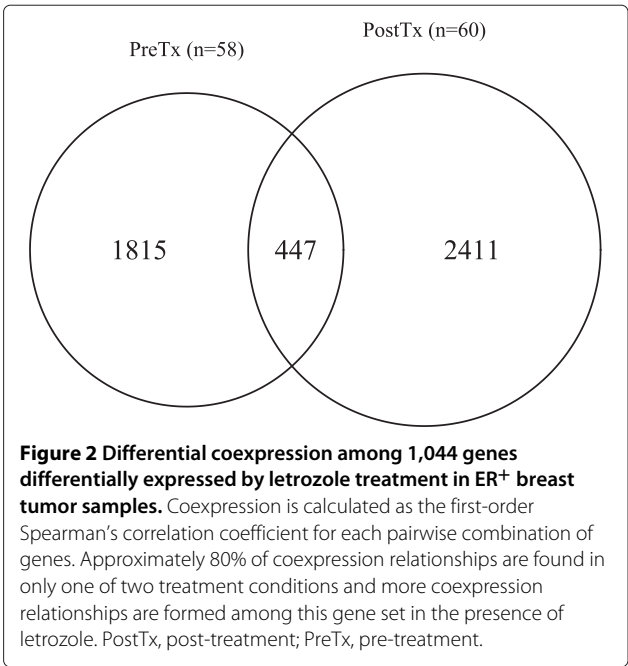 PostTx (n=60)
PreTx (n=58)
1815 447 2411
Figure 2 Differential coexpression among 1,044 genes
differentially expressed by letrozole treatment in ER+ breast
tumor samples. Coexpression is calculated as the first-order
Spearman's correlation coefficient for each pairwise combination of
genes. Approximately 80% of coexpression relationships are found in
only one of two treatment conditions and more coexpression
relationships are formed among this gene set in the presence of
letrozole. PostTx, post-treatment; PreTx, pre-treatment.